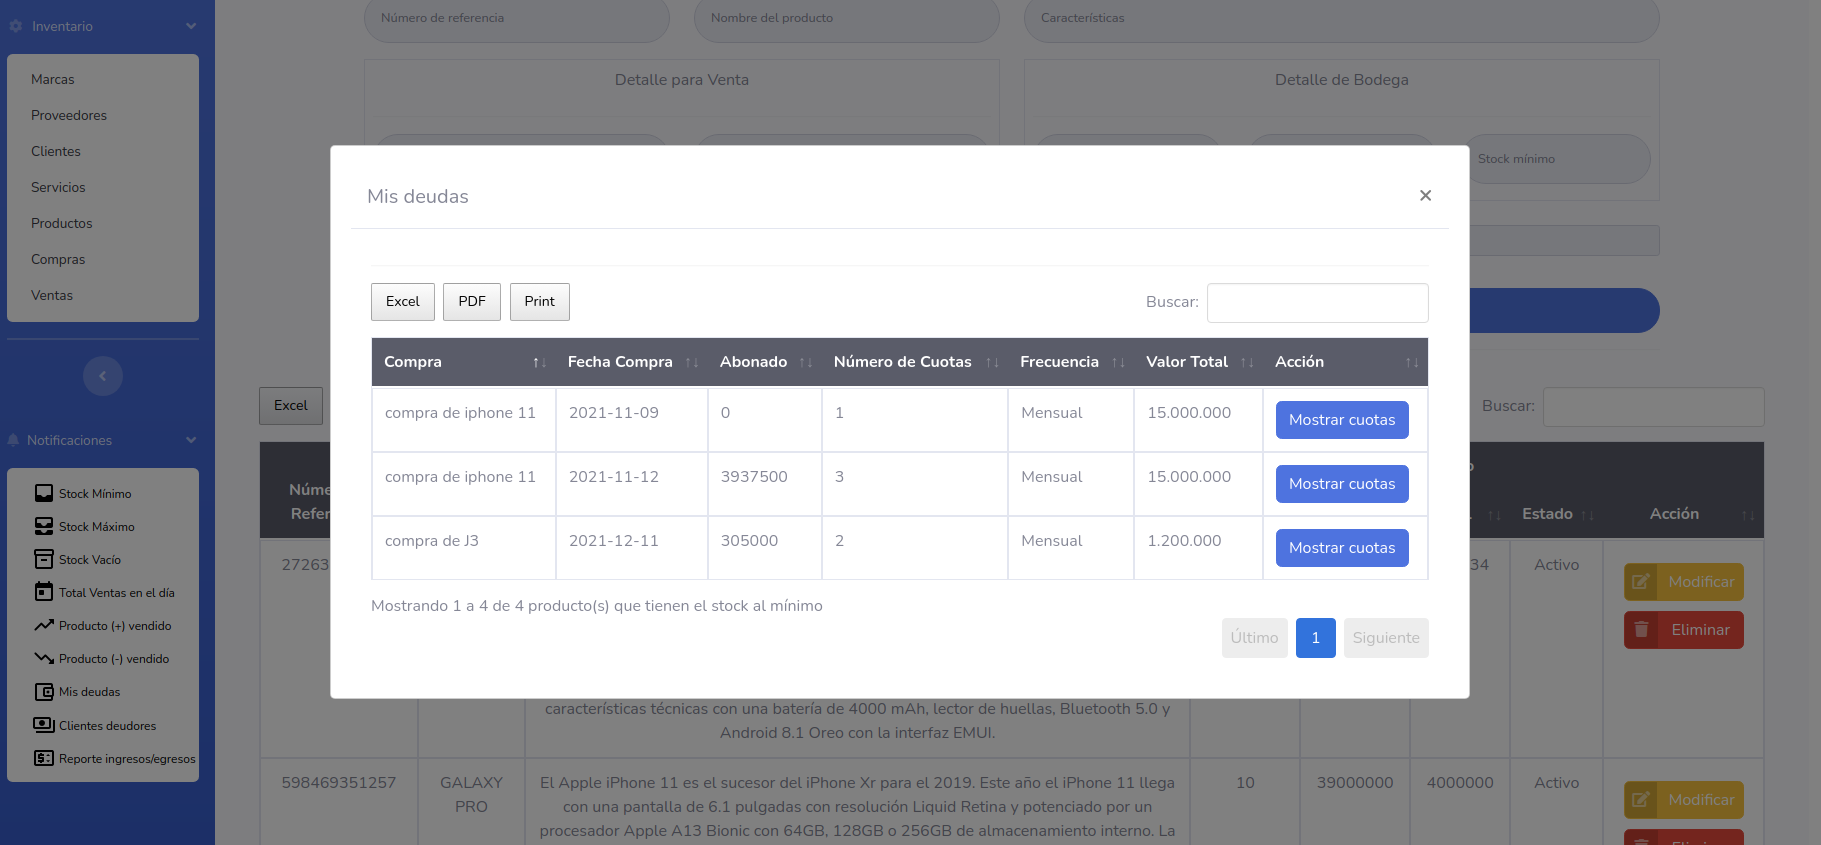 Inventario
Marcas
Proveedores
Clientes
Servicios
Productos
Compras
Ventas
Notificaciones
Stock Mínimo
Stock Máximo
Stock Vacío
Total Ventas en el día
Producto (+) vendido
Producto (-) vendido
Mis deudas
Clientes deudores
Reporte ingresos/egresos
Número de referencia Nombre del producto Características
Detalle para Venta Detalle de Bodega
Stock mínimo
Mis deudas ×
Excel PDF Print Buscar:
Compra Fecha Compra Abonado Número de Cuotas Frecuencia Valor Total Acción
compra de iphone 11 2021-11-09 0 1 Mensual 15.000.000 Mostrar cuotas
compra de iphone 11 2021-11-12 3937500 3 Mensual 15.000.000 Mostrar cuotas
compra de J3 2021-12-11 305000 2 Mensual 1.200.000 Mostrar cuotas
Mostrando 1 a 4 de 4 producto(s) que tienen el stock al mínimo
Último 1 Siguiente
Excel Buscar:
Estado Acción
Activo Modificar
Eliminar
características técnicas con una batería de 4000 mAh, lector de huellas, Bluetooth 5.0 y
Android 8.1 Oreo con la interfaz EMUI.
598469351257 GALAXY El Apple iPhone 11 es el sucesor del iPhone Xr para el 2019. Este año el iPhone 11 llega 10 39000000 4000000 Activo Modificar
PRO con una pantalla de 6.1 pulgadas con resolución Liquid Retina y potenciado por un
procesador Apple A13 Bionic con 64GB, 128GB o 256GB de almacenamiento interno. La